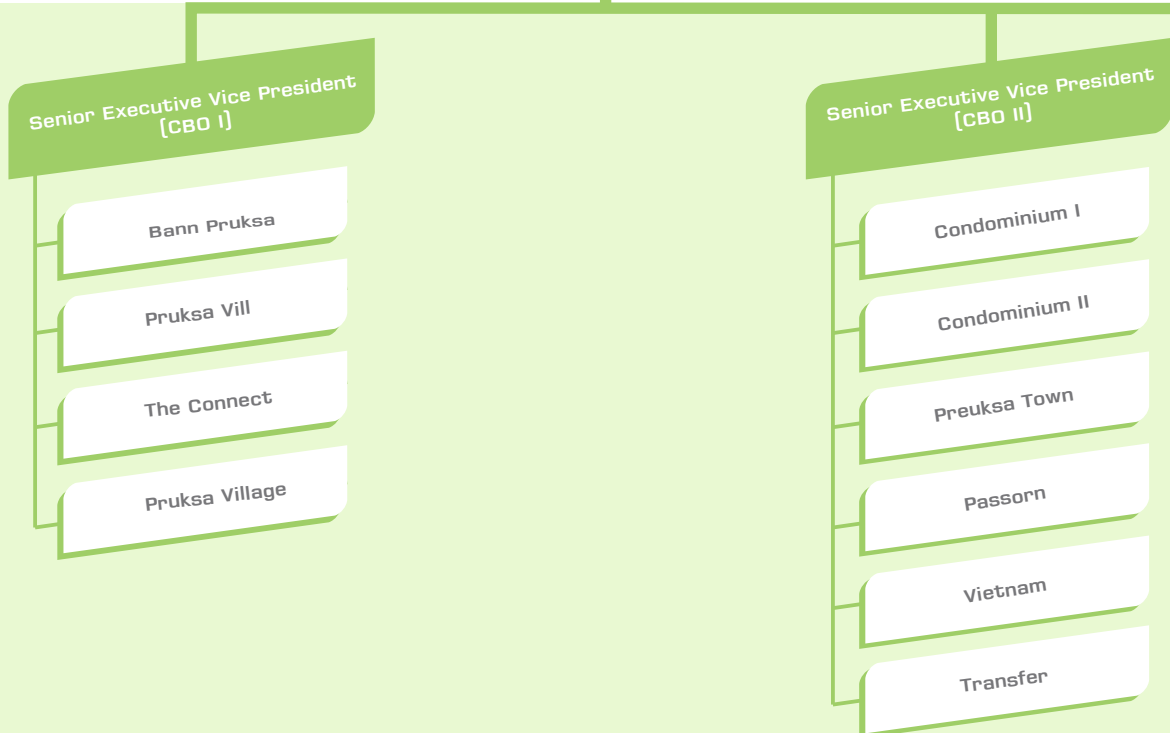 Senior Executive Vice President
(CBO I)
Bann Pruksa
Pruksa Vill
The Connect
Pruksa Village
Senior Executive Vice President
(CBO II)
Condominium I
Condominium II
Preuksa Town
Passorn
Vietnam
Transfer